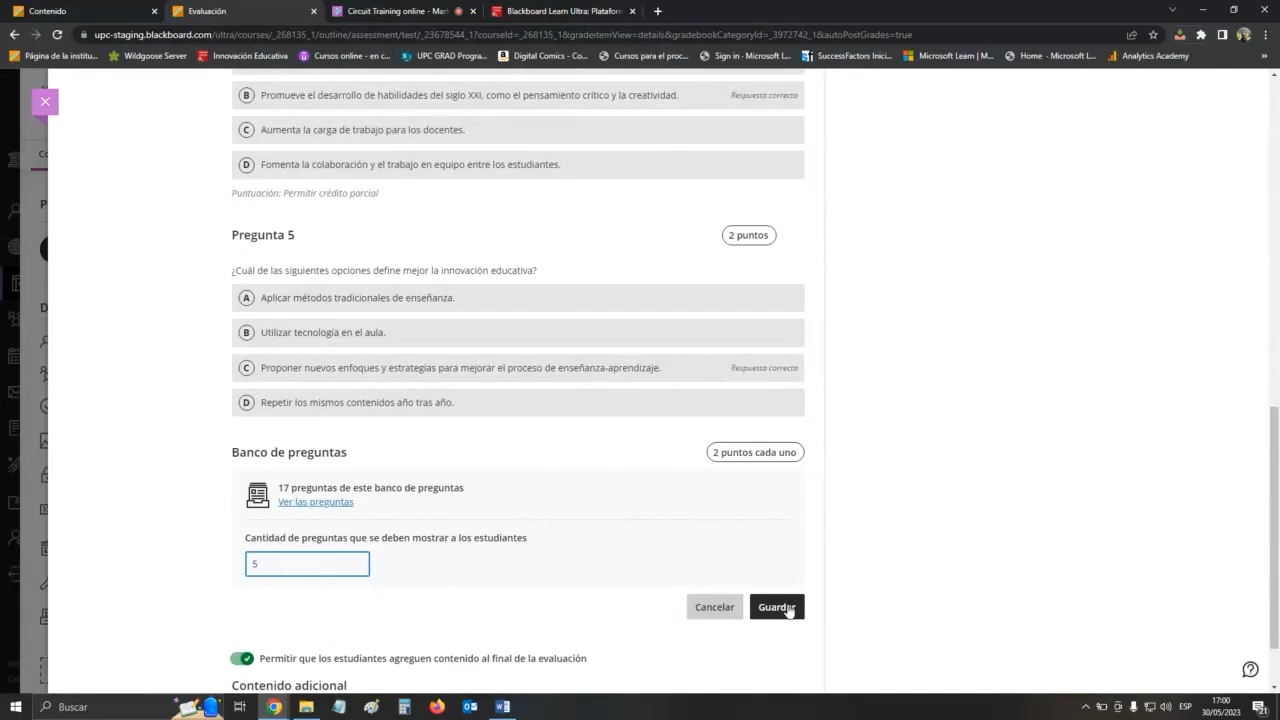 Contenido
Evaluación
Circuit Training online - Mart
Blackboard Learn Ultra: Plataform
upc-staging.blackboard.com/ultra/courses/_268135_1/outline/assessment/test/_23678544_1?courseId=_268135_1&gradeitemView=details&gradebookCategoryId=_3972742_1&autoPostGrades=true
Página de la institu...
Wildgoose Server
Innovación Educativa
Cursos online - en c...
UPC GRAD Progra...
Digital Comics - Co...
Cursos para el proc...
Sign in - Microsoft L...
SuccessFactors Inici...
Microsoft Learn | M...
Home - Microsoft L...
Analytics Academy
»
B Promueve el desarrollo de habilidades del siglo XXI, como el pensamiento crítico y la creatividad. Respuesta correcta
C Aumenta la carga de trabajo para los docentes.
D Fomenta la colaboración y el trabajo en equipo entre los estudiantes.
Puntuación: Permitir crédito parcial
Pregunta 5 2 puntos
¿Cuál de las siguientes opciones define mejor la innovación educativa?
A Aplicar métodos tradicionales de enseñanza.
B Utilizar tecnología en el aula.
C Proponer nuevos enfoques y estrategias para mejorar el proceso de enseñanza-aprendizaje. Respuesta correcta
D Repetir los mismos contenidos año tras año.
Banco de preguntas 2 puntos cada uno
17 preguntas de este banco de preguntas
Ver las preguntas
Cantidad de preguntas que se deben mostrar a los estudiantes
5
Cancelar Guardar
Permitir que los estudiantes agreguen contenido al final de la evaluación
Contenido adicional
Buscar
ESP
17:00
30/05/2023
21